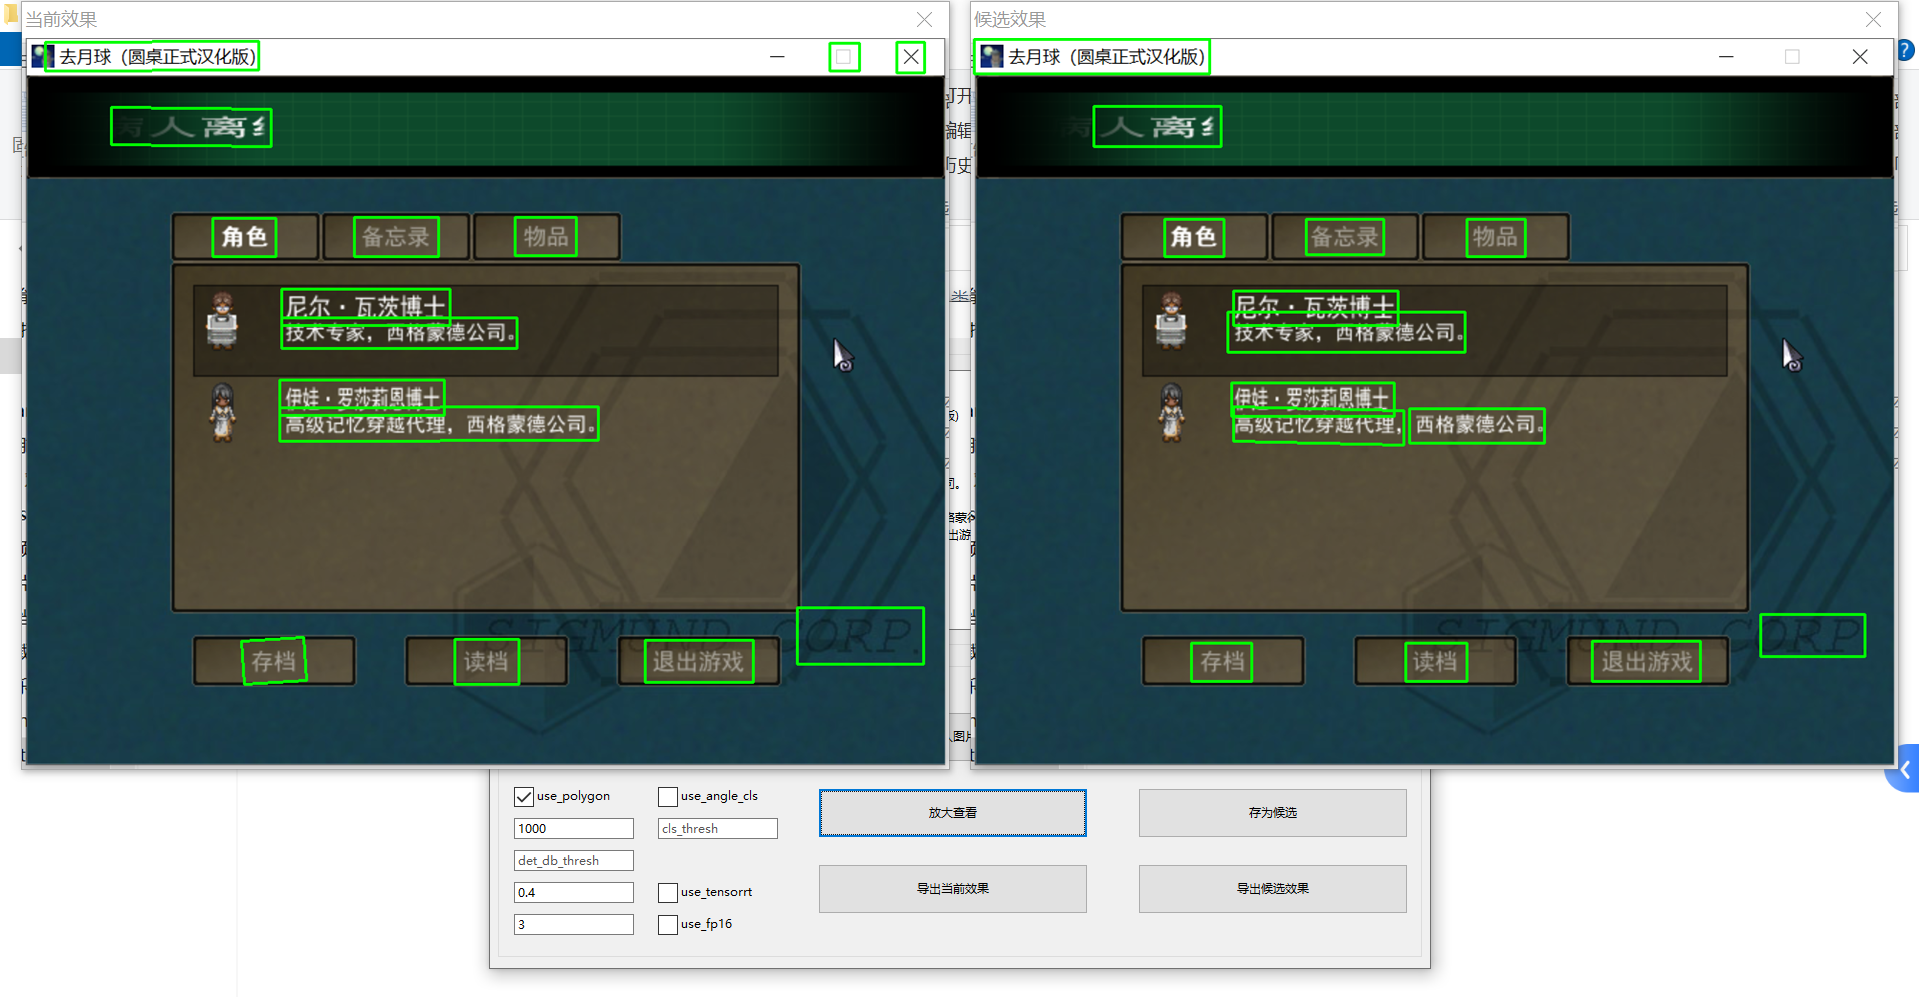 当前效果
去月球（圆桌正式汉化版）
病人离
角色
备忘录
物品
尼尔·瓦茨博士
技术专家，西格蒙德公司。
伊娃·罗莎莉恩博士
高级记忆穿越代理，西格蒙德公司。
SIGMUND CORP.
存档
读档
退出游戏
候选效果
去月球（圆桌正式汉化版）
病人离
角色
备忘录
物品
尼尔·瓦茨博士
技术专家，西格蒙德公司。
伊娃·罗莎莉恩博士
高级记忆穿越代理，西格蒙德公司。
SIGMUND CORP.
存档
读档
退出游戏
use_polygon
use_angle_cls
放大查看
存为候选
1000
cls_thresh
det_db_thresh
0.4
use_tensorrt
导出当前效果
导出候选效果
3
use_fp16